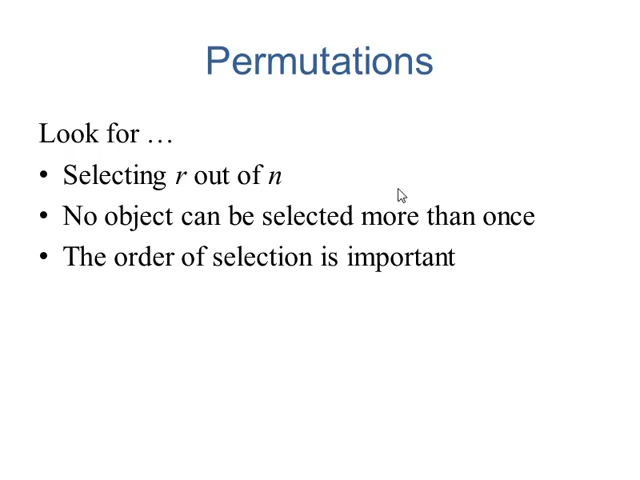 Permutations
Look for …
• Selecting r out of n
• No object can be selected more than once
• The order of selection is important